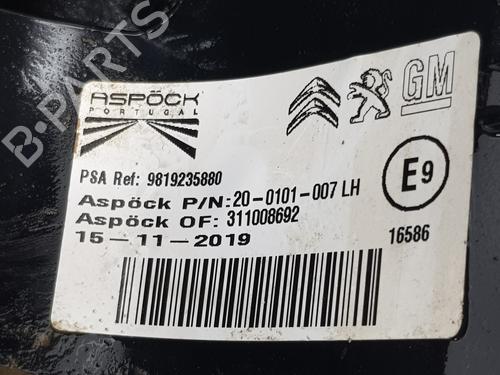 B-PARTS
ASPÖCK
PORTUGAL
GM
PSA Ref: 9819235880
Aspöck P/N:20-0101-007 LH
Aspöck OF: 311008692
15-11-2019
E9
16586